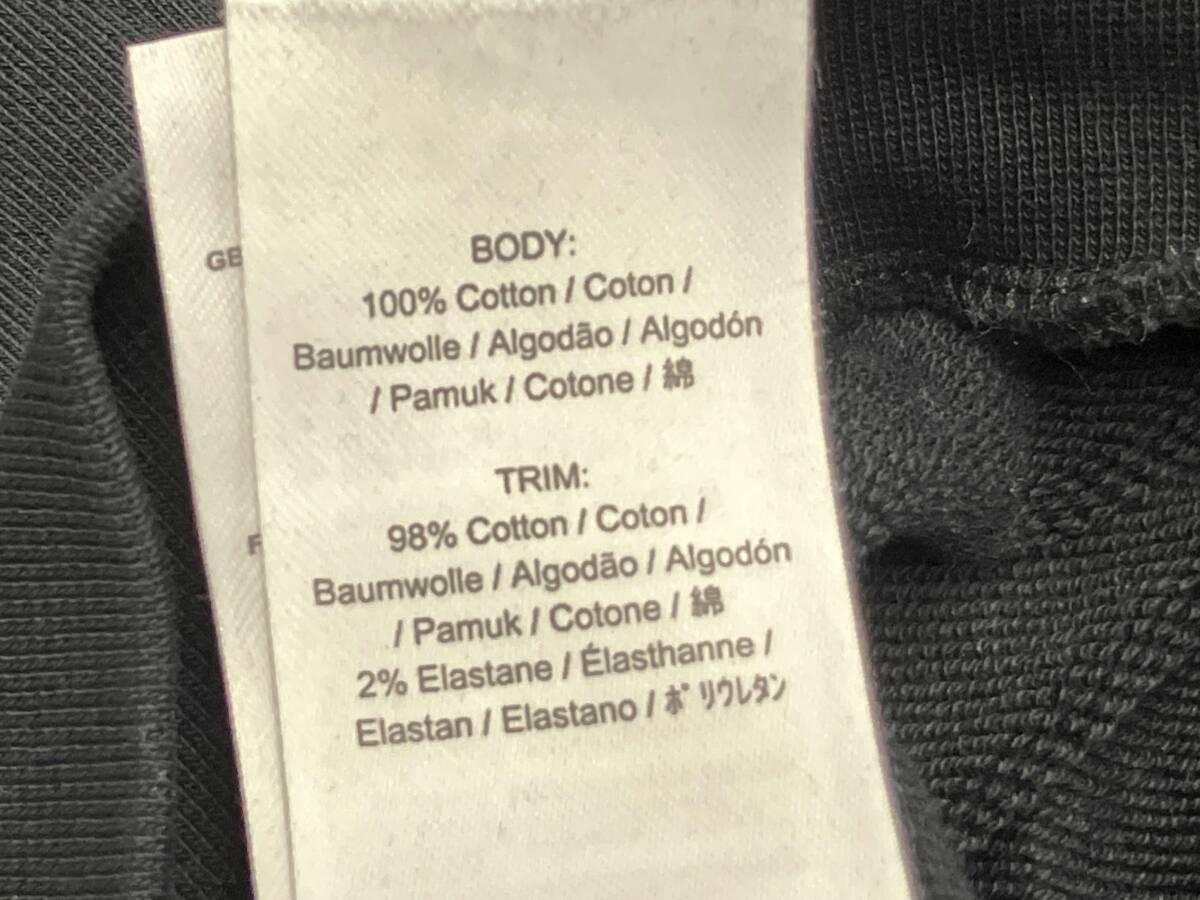 BODY:
100% Cotton / Coton /
Baumwolle / Algodão / Algodón
/ Pamuk / Cotone / 綿
TRIM:
98% Cotton / Coton /
Baumwolle / Algodão / Algodón
/ Pamuk / Cotone / 綿
2% Elastane / Élasthanne /
Elastan / Elastano / ポリウレタン